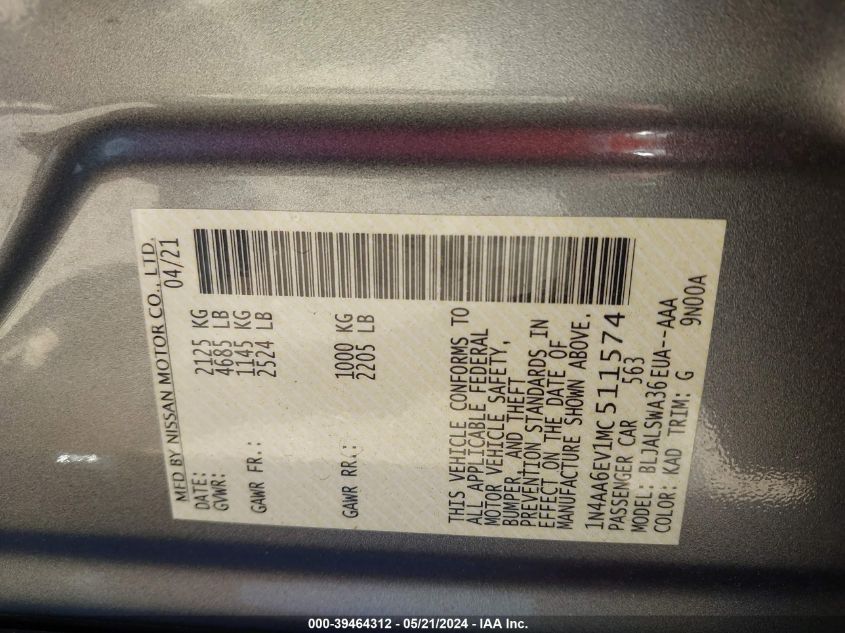 MFD BY NISSAN MOTOR CO., LTD.
DATE: 04/21
GVWR: 2125 KG
4685 LB
GAWR FR.: 1145 KG
2524 LB
GAWR RR.: 1000 KG
2205 LB
THIS VEHICLE CONFORMS TO
ALL APPLICABLE FEDERAL
MOTOR VEHICLE SAFETY,
BUMPER, AND THEFT
PREVENTION STANDARDS IN
EFFECT ON THE DATE OF
MANUFACTURE SHOWN ABOVE.
1N4AA6EV1MC511574
PASSENGER CAR 563
MODEL: BLJALSWA36EUA--AAA
COLOR: KAD TRIM: G 9N00A
000-39464312 / 05/21/2024 - IAA Inc.